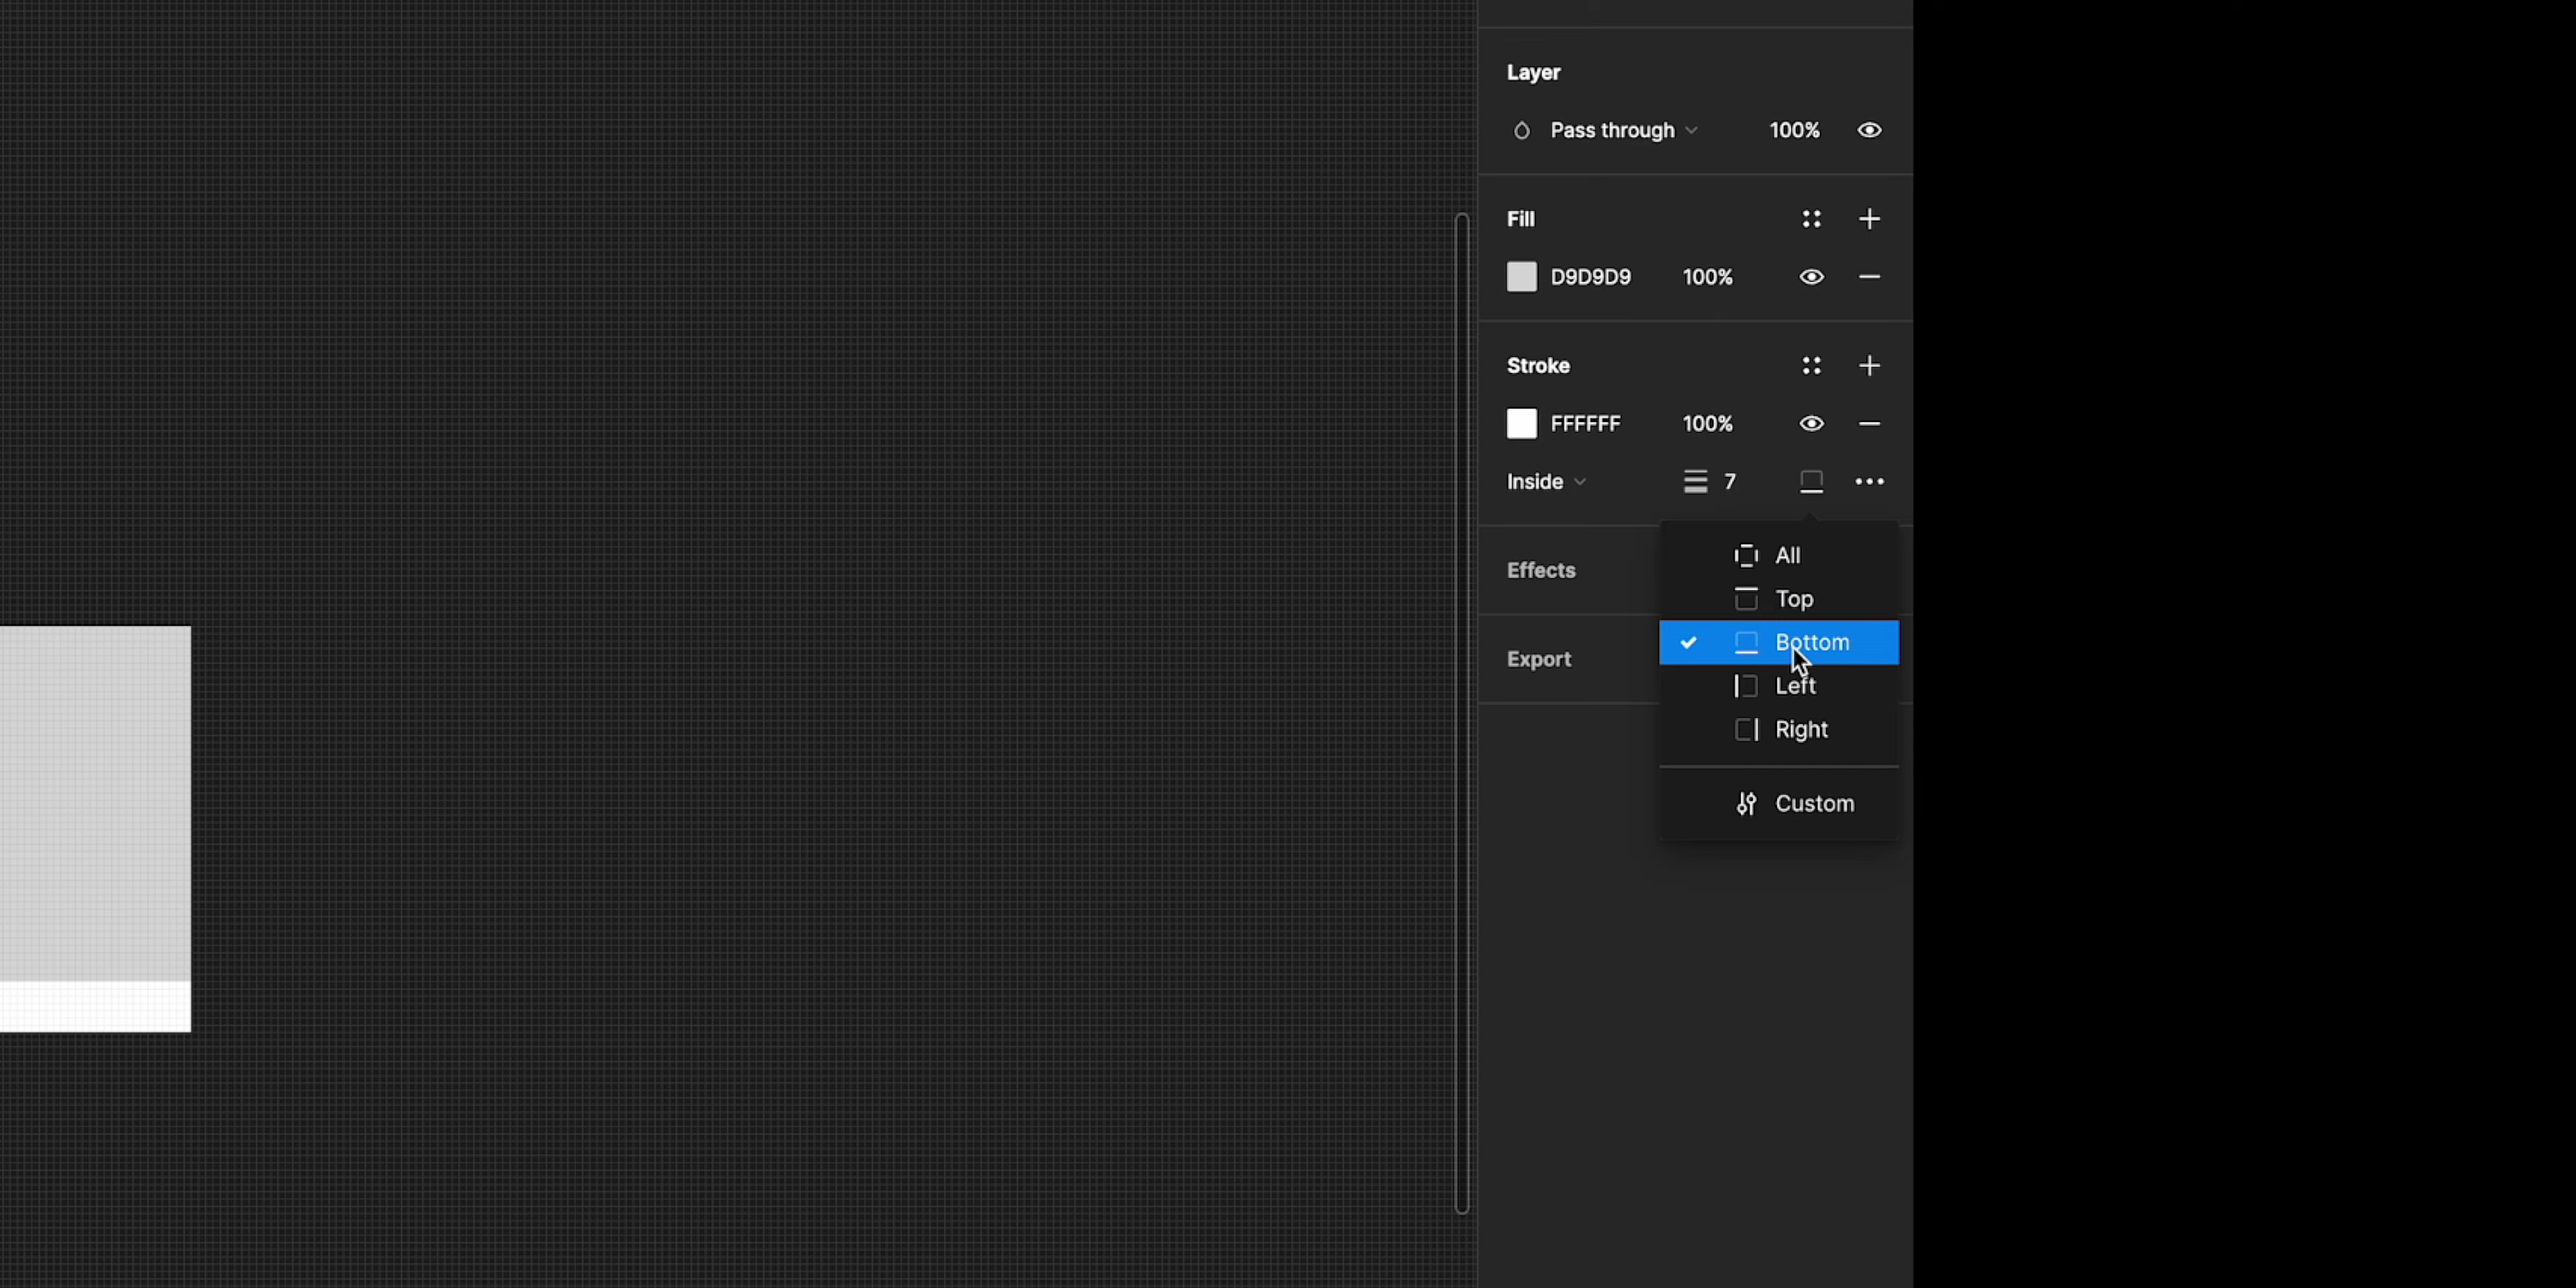 Layer
Pass through 100%
Fill
D9D9D9 100%
Stroke
FFFFFF 100%
Inside 7
All
Effects
Top
Bottom
Export
Left
Right
Custom